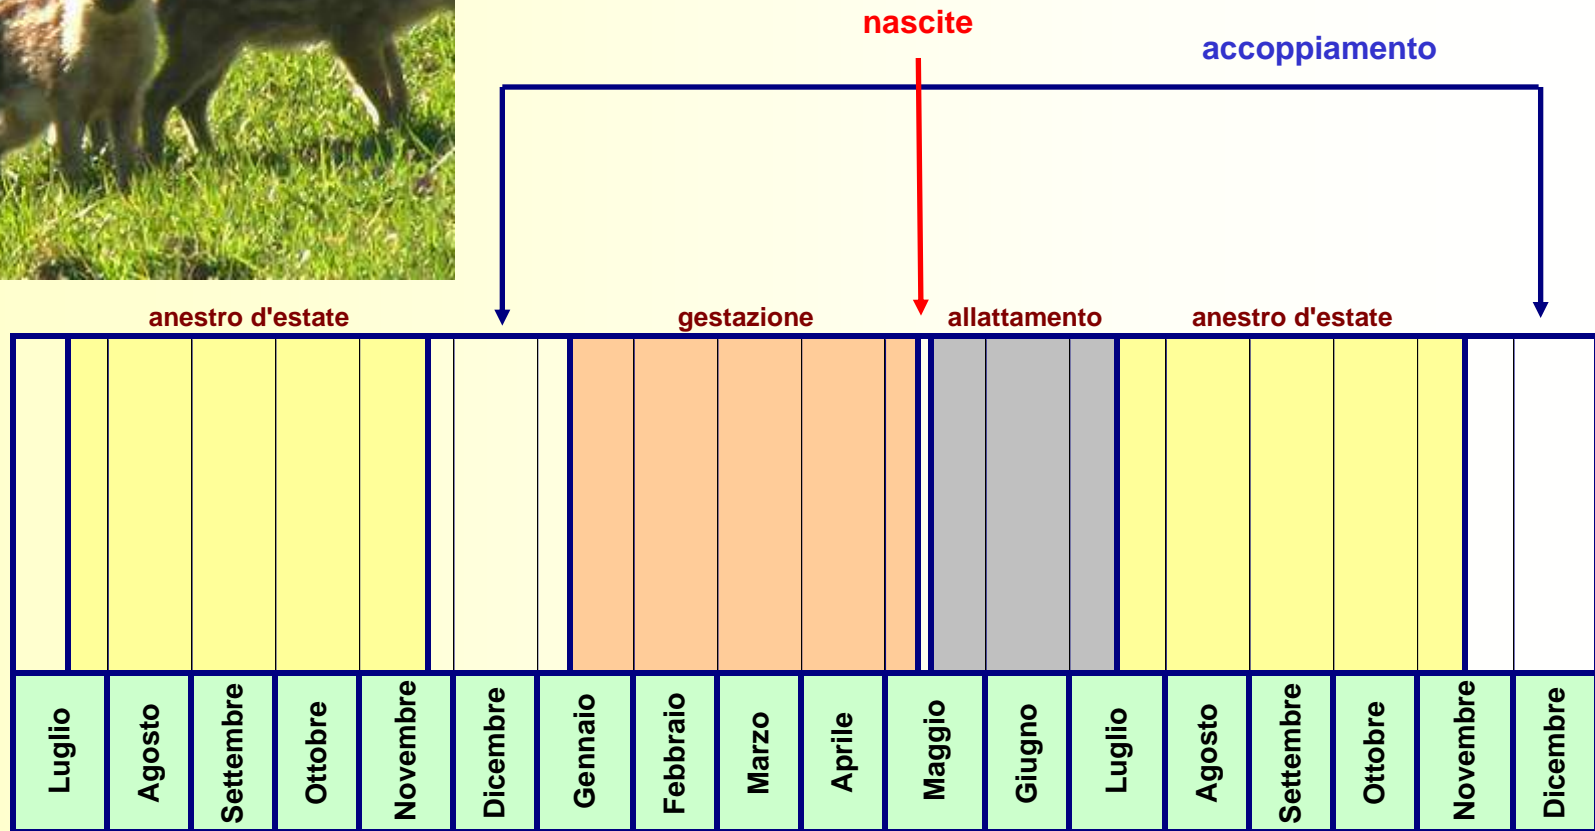 nascite
accoppiamento
anestro d'estate
gestazione
allattamento
anestro d'estate
Luglio
Agosto
Settembre
Ottobre
Novembre
Dicembre
Gennaio
Febbraio
Marzo
Aprile
Maggio
Giugno
Luglio
Agosto
Settembre
Ottobre
Novembre
Dicembre